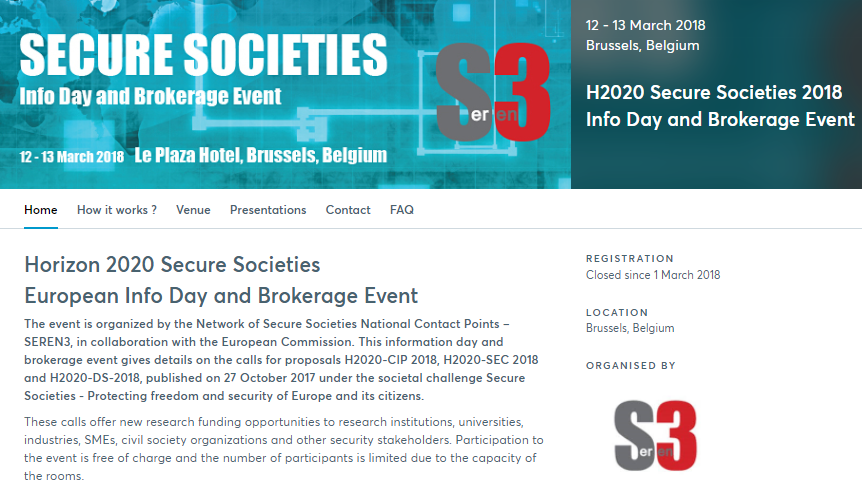 SECURE SOCIETIES
Info Day and Brokerage Event
12 - 13 March 2018 Le Plaza Hotel, Brussels, Belgium
Seren3
12 - 13 March 2018
Brussels, Belgium
H2020 Secure Societies 2018
Info Day and Brokerage Event
Home How it works ? Venue Presentations Contact FAQ
Horizon 2020 Secure Societies
European Info Day and Brokerage Event
The event is organized by the Network of Secure Societies National Contact Points –
SEREN3, in collaboration with the European Commission. This information day and
brokerage event gives details on the calls for proposals H2020-CIP 2018, H2020-SEC 2018
and H2020-DS-2018, published on 27 October 2017 under the societal challenge Secure
Societies - Protecting freedom and security of Europe and its citizens.
These calls offer new research funding opportunities to research institutions, universities,
industries, SMEs, civil society organizations and other security stakeholders. Participation to
the event is free of charge and the number of participants is limited due to the capacity of
the rooms.
REGISTRATION
Closed since 1 March 2018
LOCATION
Brussels, Belgium
ORGANISED BY
Seren3